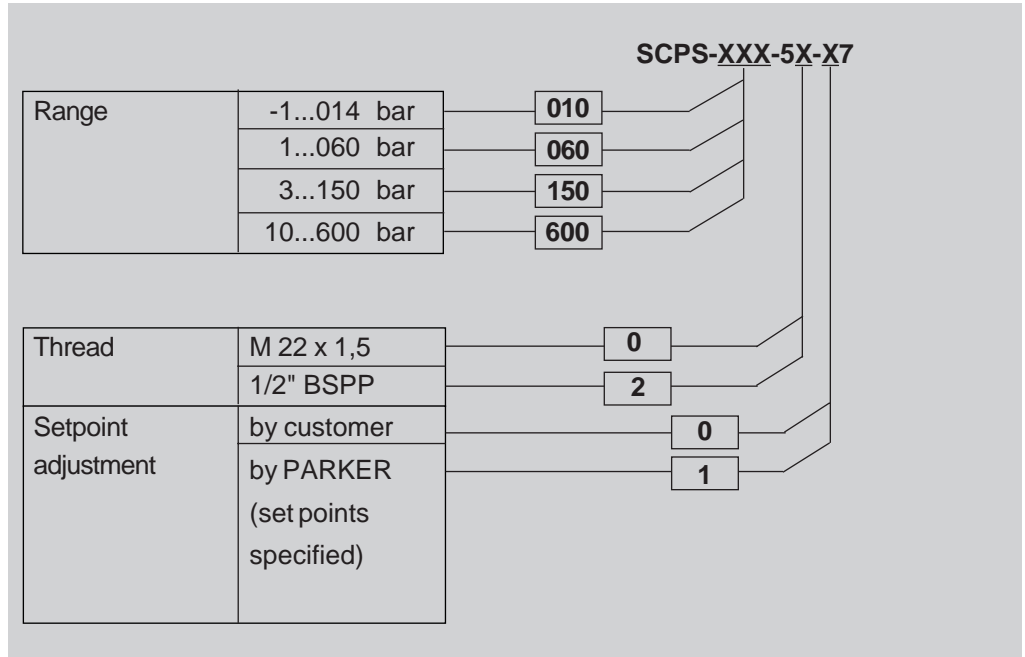 SCPS-XXX-5X-X7
Range -1...014 bar 010
1...060 bar 060
3...150 bar 150
10...600 bar 600
Thread M 22 x 1,5 0
1/2" BSPP 2
Setpoint by customer 0
adjustment by PARKER 1
(set points
specified)